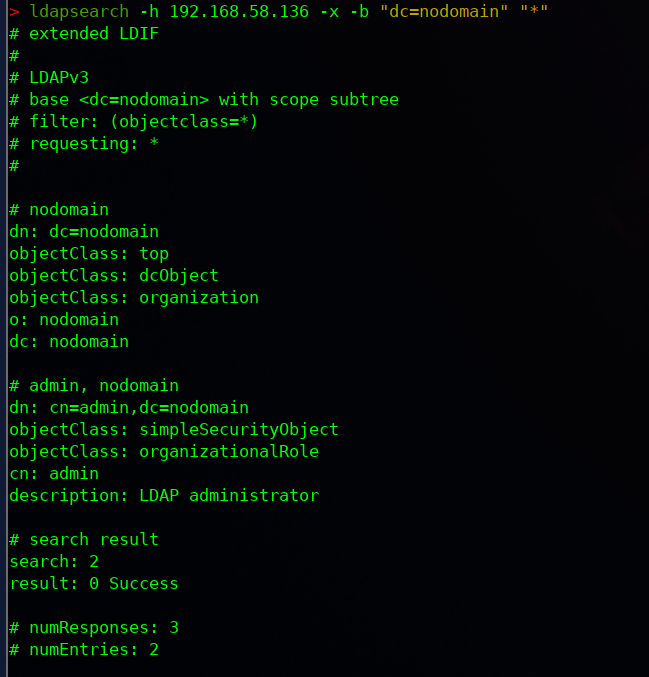 > ldapsearch -h 192.168.58.136 -x -b "dc=nodomain" "*"
# extended LDIF
#
# LDAPv3
# base <dc=nodomain> with scope subtree
# filter: (objectclass=*)
# requesting: *
#

# nodomain
dn: dc=nodomain
objectClass: top
objectClass: dcObject
objectClass: organization
o: nodomain
dc: nodomain

# admin, nodomain
dn: cn=admin,dc=nodomain
objectClass: simpleSecurityObject
objectClass: organizationalRole
cn: admin
description: LDAP administrator

# search result
search: 2
result: 0 Success

# numResponses: 3
# numEntries: 2